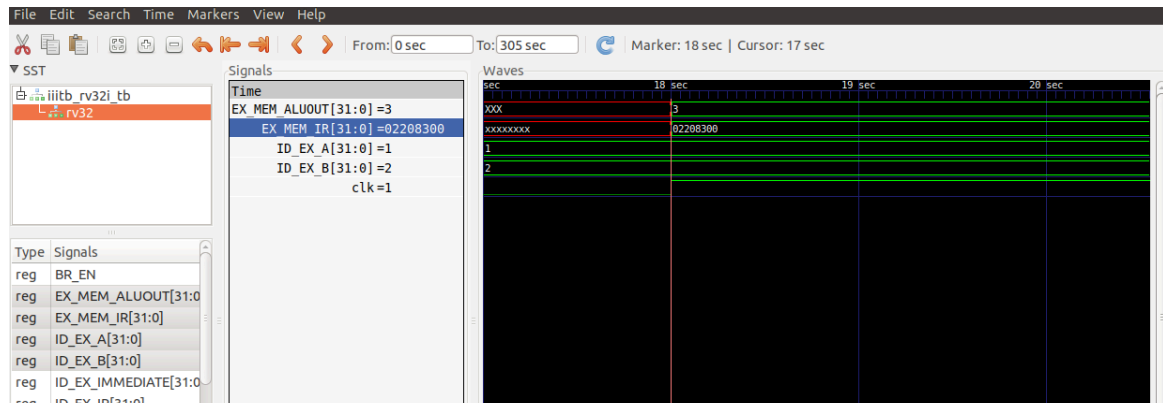 File Edit Search Time Markers View Help
From: 0 sec To: 305 sec Marker: 18 sec | Cursor: 17 sec
SST
iiitb_rv32i_tb
rv32
Type Signals
reg BR_EN
reg EX_MEM_ALUOUT[31:0
reg EX_MEM_IR[31:0]
reg ID_EX_A[31:0]
reg ID_EX_B[31:0]
reg ID_EX_IMMEDIATE[31:0
reg ID_EX_IR[31:0]
Signals
Time
EX_MEM_ALUOUT[31:0]=3
EX_MEM_IR[31:0]=02208300
ID_EX_A[31:0]=1
ID_EX_B[31:0]=2
clk=1
Waves
sec 18 sec 19 sec 20 sec
XXX 3
xxxxxxxx 02208300
1
2